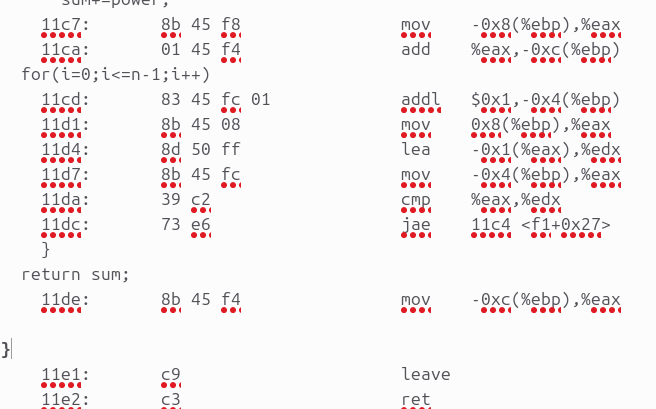 sum+=power;
11c7: 8b 45 f8 mov -0x8(%ebp),%eax
11ca: 01 45 f4 add %eax,-0xc(%ebp)
for(i=0;i<=n-1;i++)
11cd: 83 45 fc 01 addl $0x1,-0x4(%ebp)
11d1: 8b 45 08 mov 0x8(%ebp),%eax
11d4: 8d 50 ff lea -0x1(%eax),%edx
11d7: 8b 45 fc mov -0x4(%ebp),%eax
11da: 39 c2 cmp %eax,%edx
11dc: 73 e6 jae 11c4 <f1+0x27>
}
return sum;
11de: 8b 45 f4 mov -0xc(%ebp),%eax
}
11e1: c9 leave
11e2: c3 ret